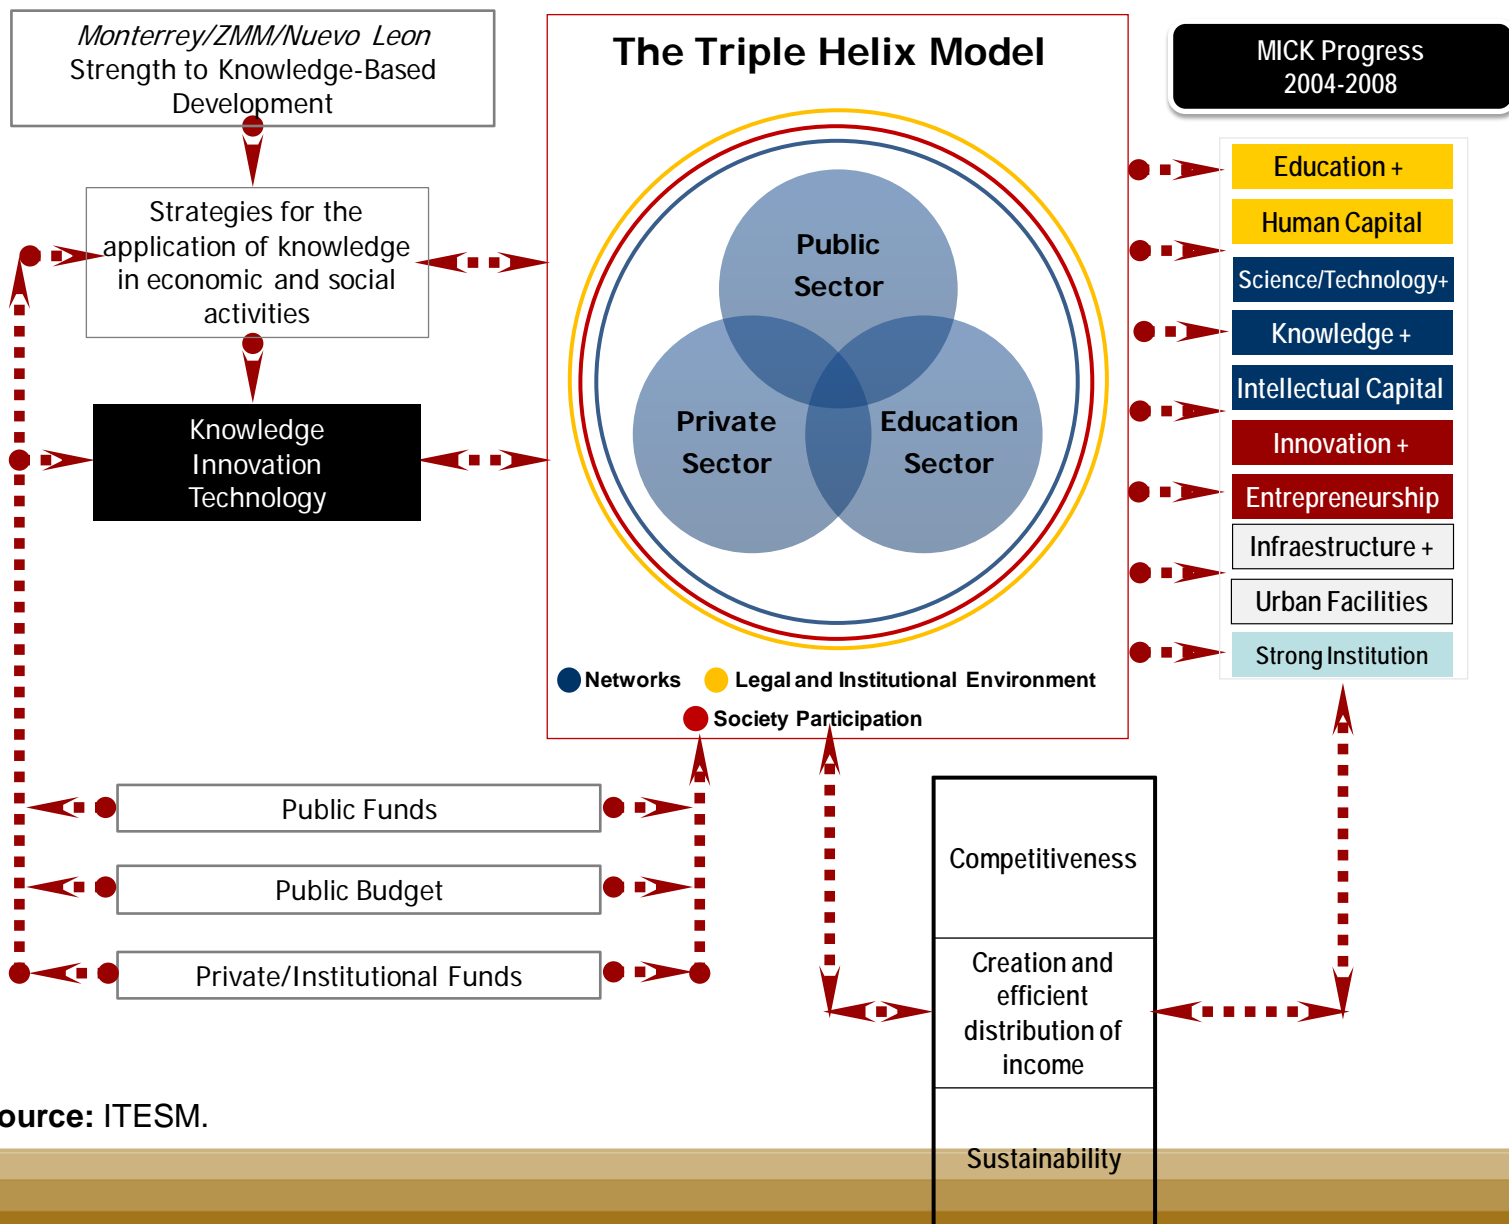 Monterrey/ZMM/Nuevo Leon
Strength to Knowledge-Based
Development
Strategies for the
application of knowledge
in economic and social
activities
Knowledge
Innovation
Technology
The Triple Helix Model
Public
Sector
Private
Sector
Education
Sector
Networks
Legal and Institutional Environment
Society Participation
MICK Progress
2004-2008
Education +
Human Capital
Science/Technology+
Knowledge +
Intellectual Capital
Innovation +
Entrepreneurship
Infraestructure +
Urban Facilities
Strong Institution
Public Funds
Public Budget
Private/Institutional Funds
Competitiveness
Creation and
efficient
distribution of
income
Sustainability
ource: ITESM.